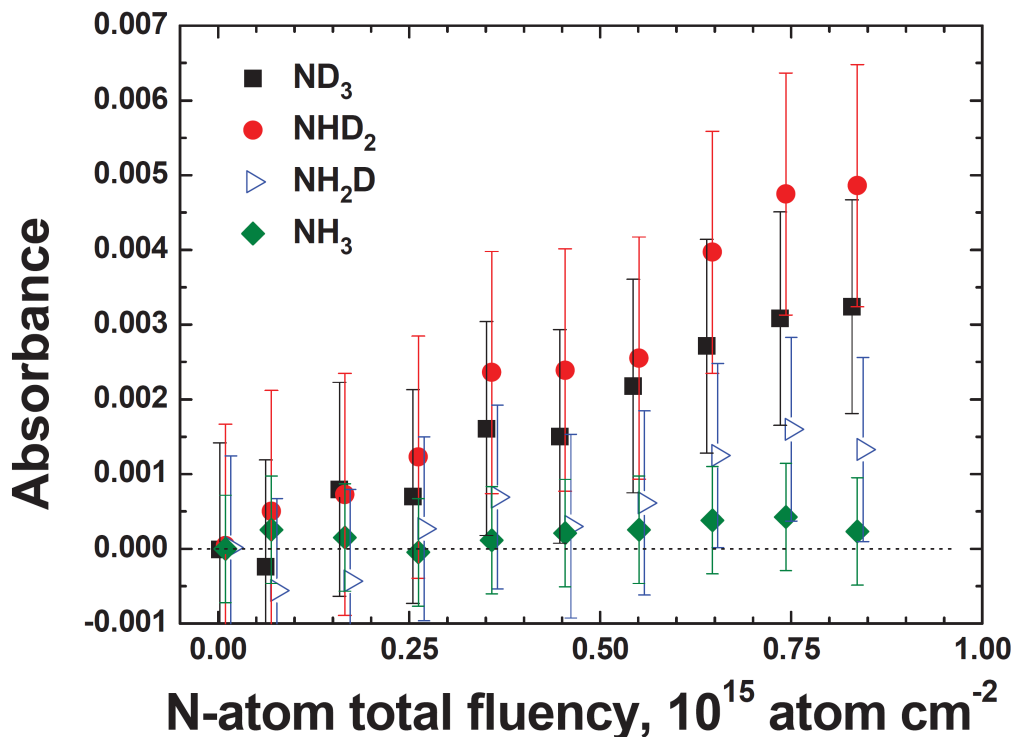 0.007
0.006
0.005
0.004
0.003
0.002
0.001
0.000
-0.001
Absorbance
ND₃
NHD₂
NH₂D
NH₃
0.00 0.25 0.50 0.75 1.00
N-atom total fluency, 10¹⁵ atom cm⁻²